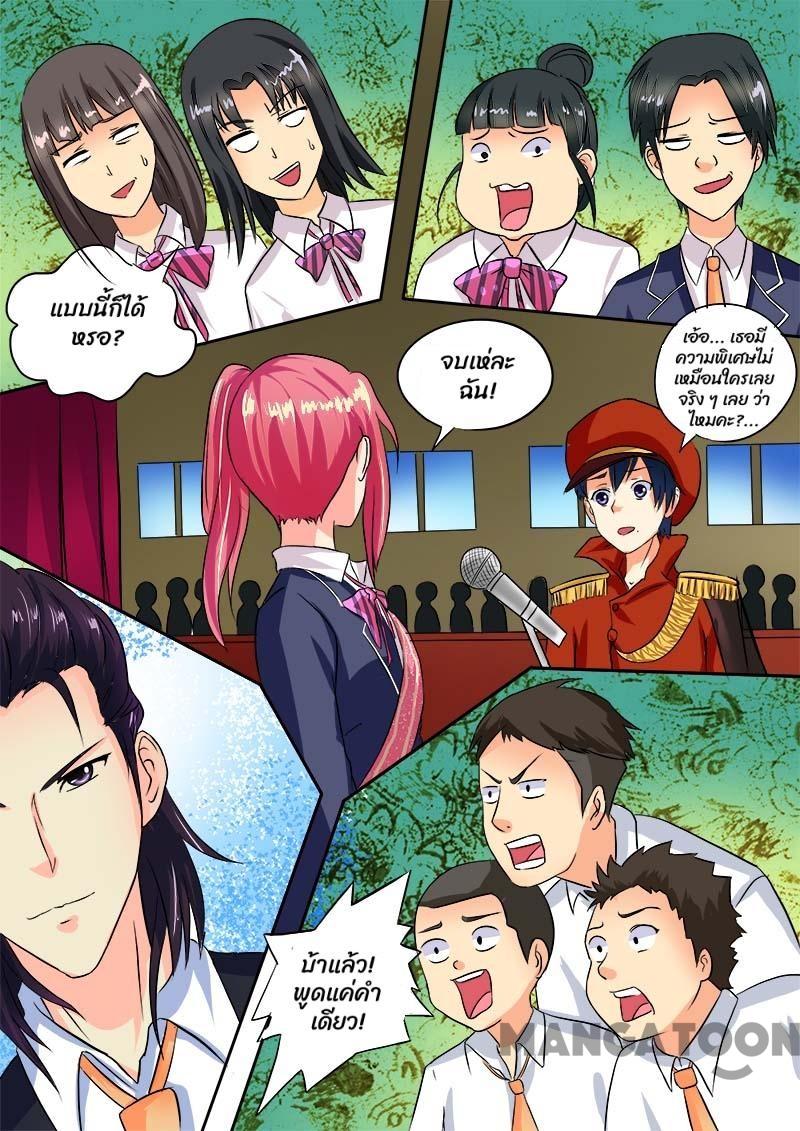 แบบนี้ก็ได้
หรอ?
จบเห่ละ
ฉัน!
เอ้อ... เธอมี
ความพิเศษไม่
เหมือนใครเลย
จริง ๆ เลย ว่า
ไหมคะ?...
บ้าแล้ว!
พูดแค่คำ
เดียว!
MANGATOON